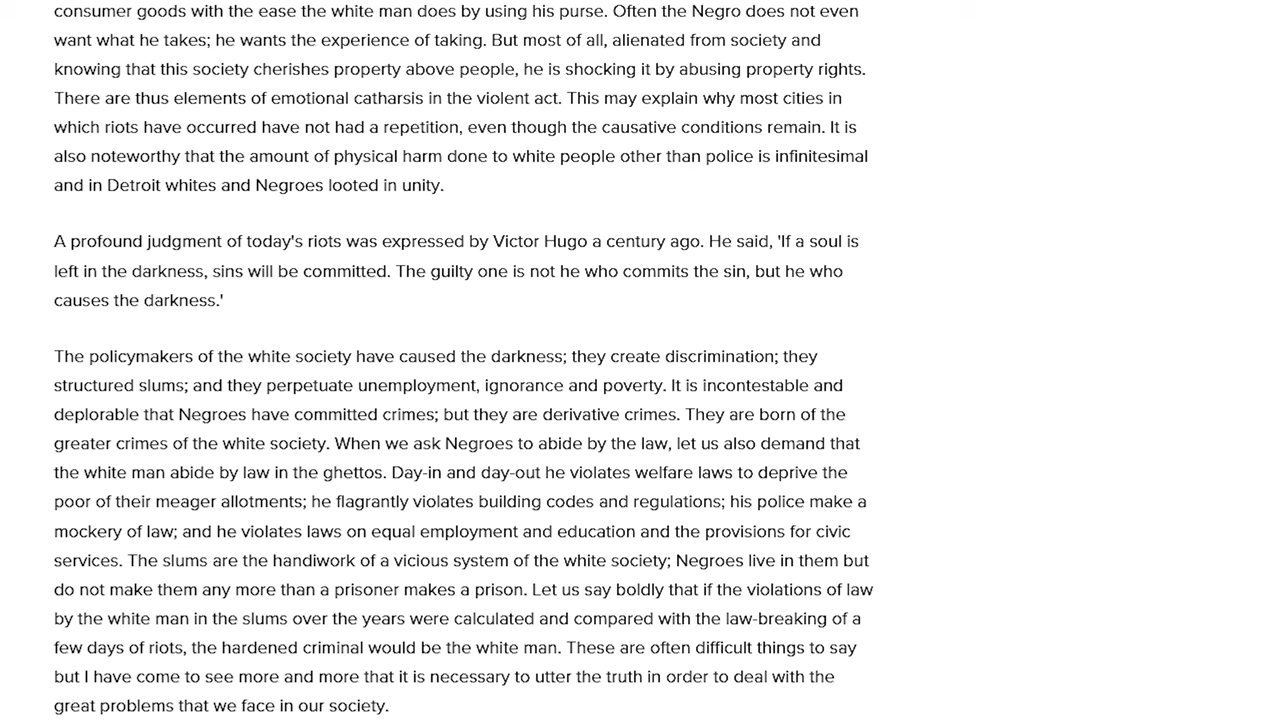 consumer goods with the ease the white man does by using his purse. Often the Negro does not even
want what he takes; he wants the experience of taking. But most of all, alienated from society and
knowing that this society cherishes property above people, he is shocking it by abusing property rights.
There are thus elements of emotional catharsis in the violent act. This may explain why most cities in
which riots have occurred have not had a repetition, even though the causative conditions remain. It is
also noteworthy that the amount of physical harm done to white people other than police is infinitesimal
and in Detroit whites and Negroes looted in unity.
A profound judgment of today's riots was expressed by Victor Hugo a century ago. He said, 'If a soul is
left in the darkness, sins will be committed. The guilty one is not he who commits the sin, but he who
causes the darkness.'
The policymakers of the white society have caused the darkness; they create discrimination; they
structured slums; and they perpetuate unemployment, ignorance and poverty. It is incontestable and
deplorable that Negroes have committed crimes; but they are derivative crimes. They are born of the
greater crimes of the white society. When we ask Negroes to abide by the law, let us also demand that
the white man abide by law in the ghettos. Day-in and day-out he violates welfare laws to deprive the
poor of their meager allotments; he flagrantly violates building codes and regulations; his police make a
mockery of law; and he violates laws on equal employment and education and the provisions for civic
services. The slums are the handiwork of a vicious system of the white society; Negroes live in them but
do not make them any more than a prisoner makes a prison. Let us say boldly that if the violations of law
by the white man in the slums over the years were calculated and compared with the law-breaking of a
few days of riots, the hardened criminal would be the white man. These are often difficult things to say
but I have come to see more and more that it is necessary to utter the truth in order to deal with the
great problems that we face in our society.